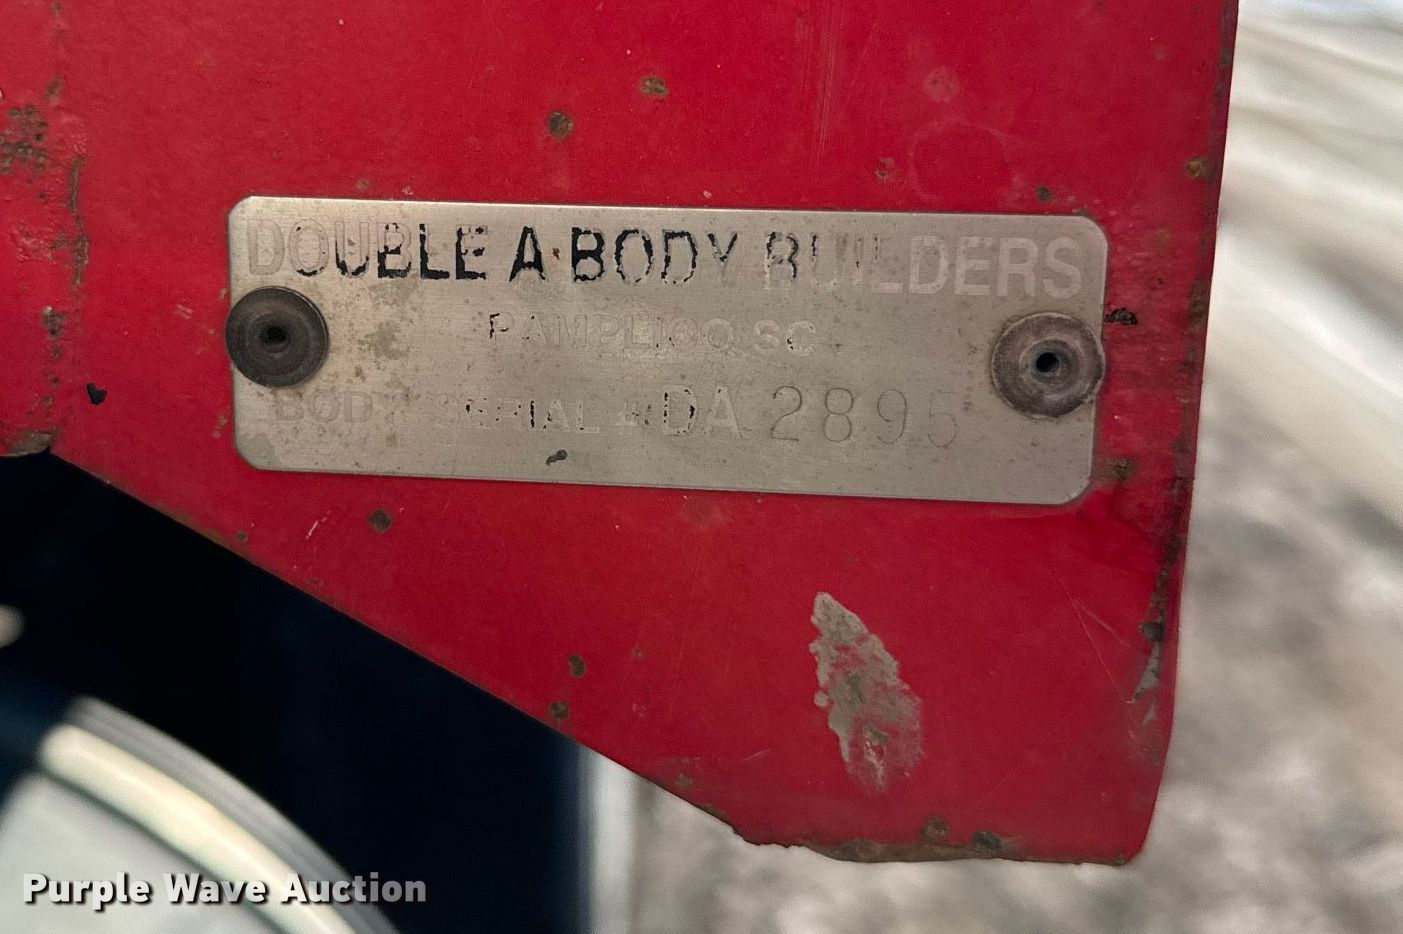 DOUBLE A BODY BUILDERS
PAMPLICO SC
BODY SERIAL # DA 2895
Purple Wave Auction